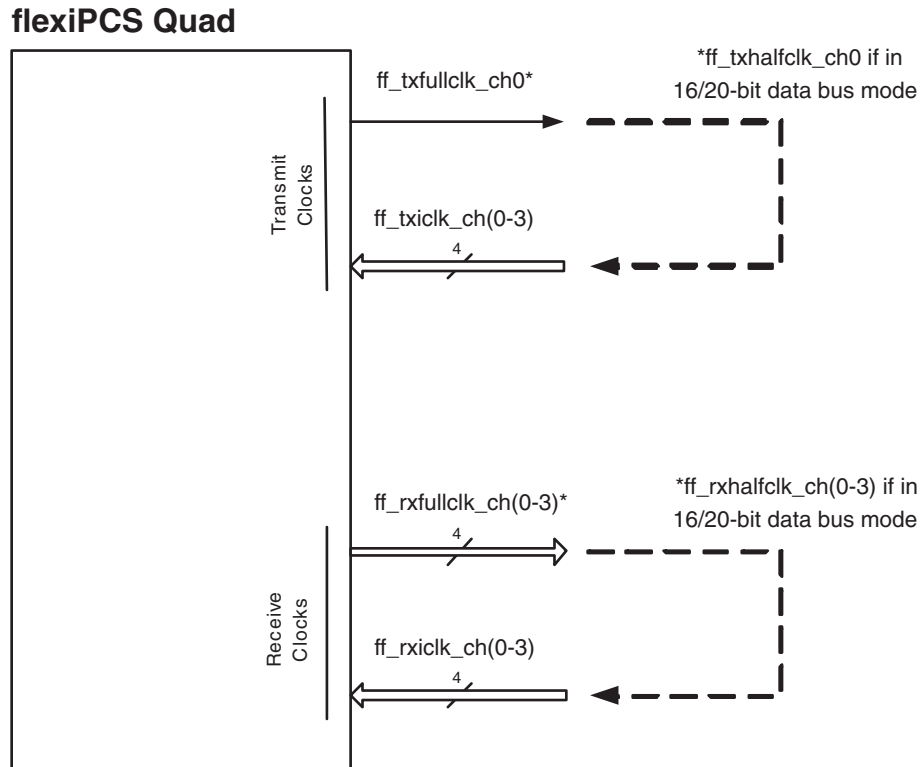 flexiPCS Quad
ff_txfullclk_ch0*
*ff_txhalfclk_ch0 if in
16/20-bit data bus mode
Transmit
Clocks
ff_txiclk_ch(0-3)
4
ff_rxfullclk_ch(0-3)*
4
*ff_rxhalfclk_ch(0-3) if in
16/20-bit data bus mode
Receive
Clocks
ff_rxiclk_ch(0-3)
4